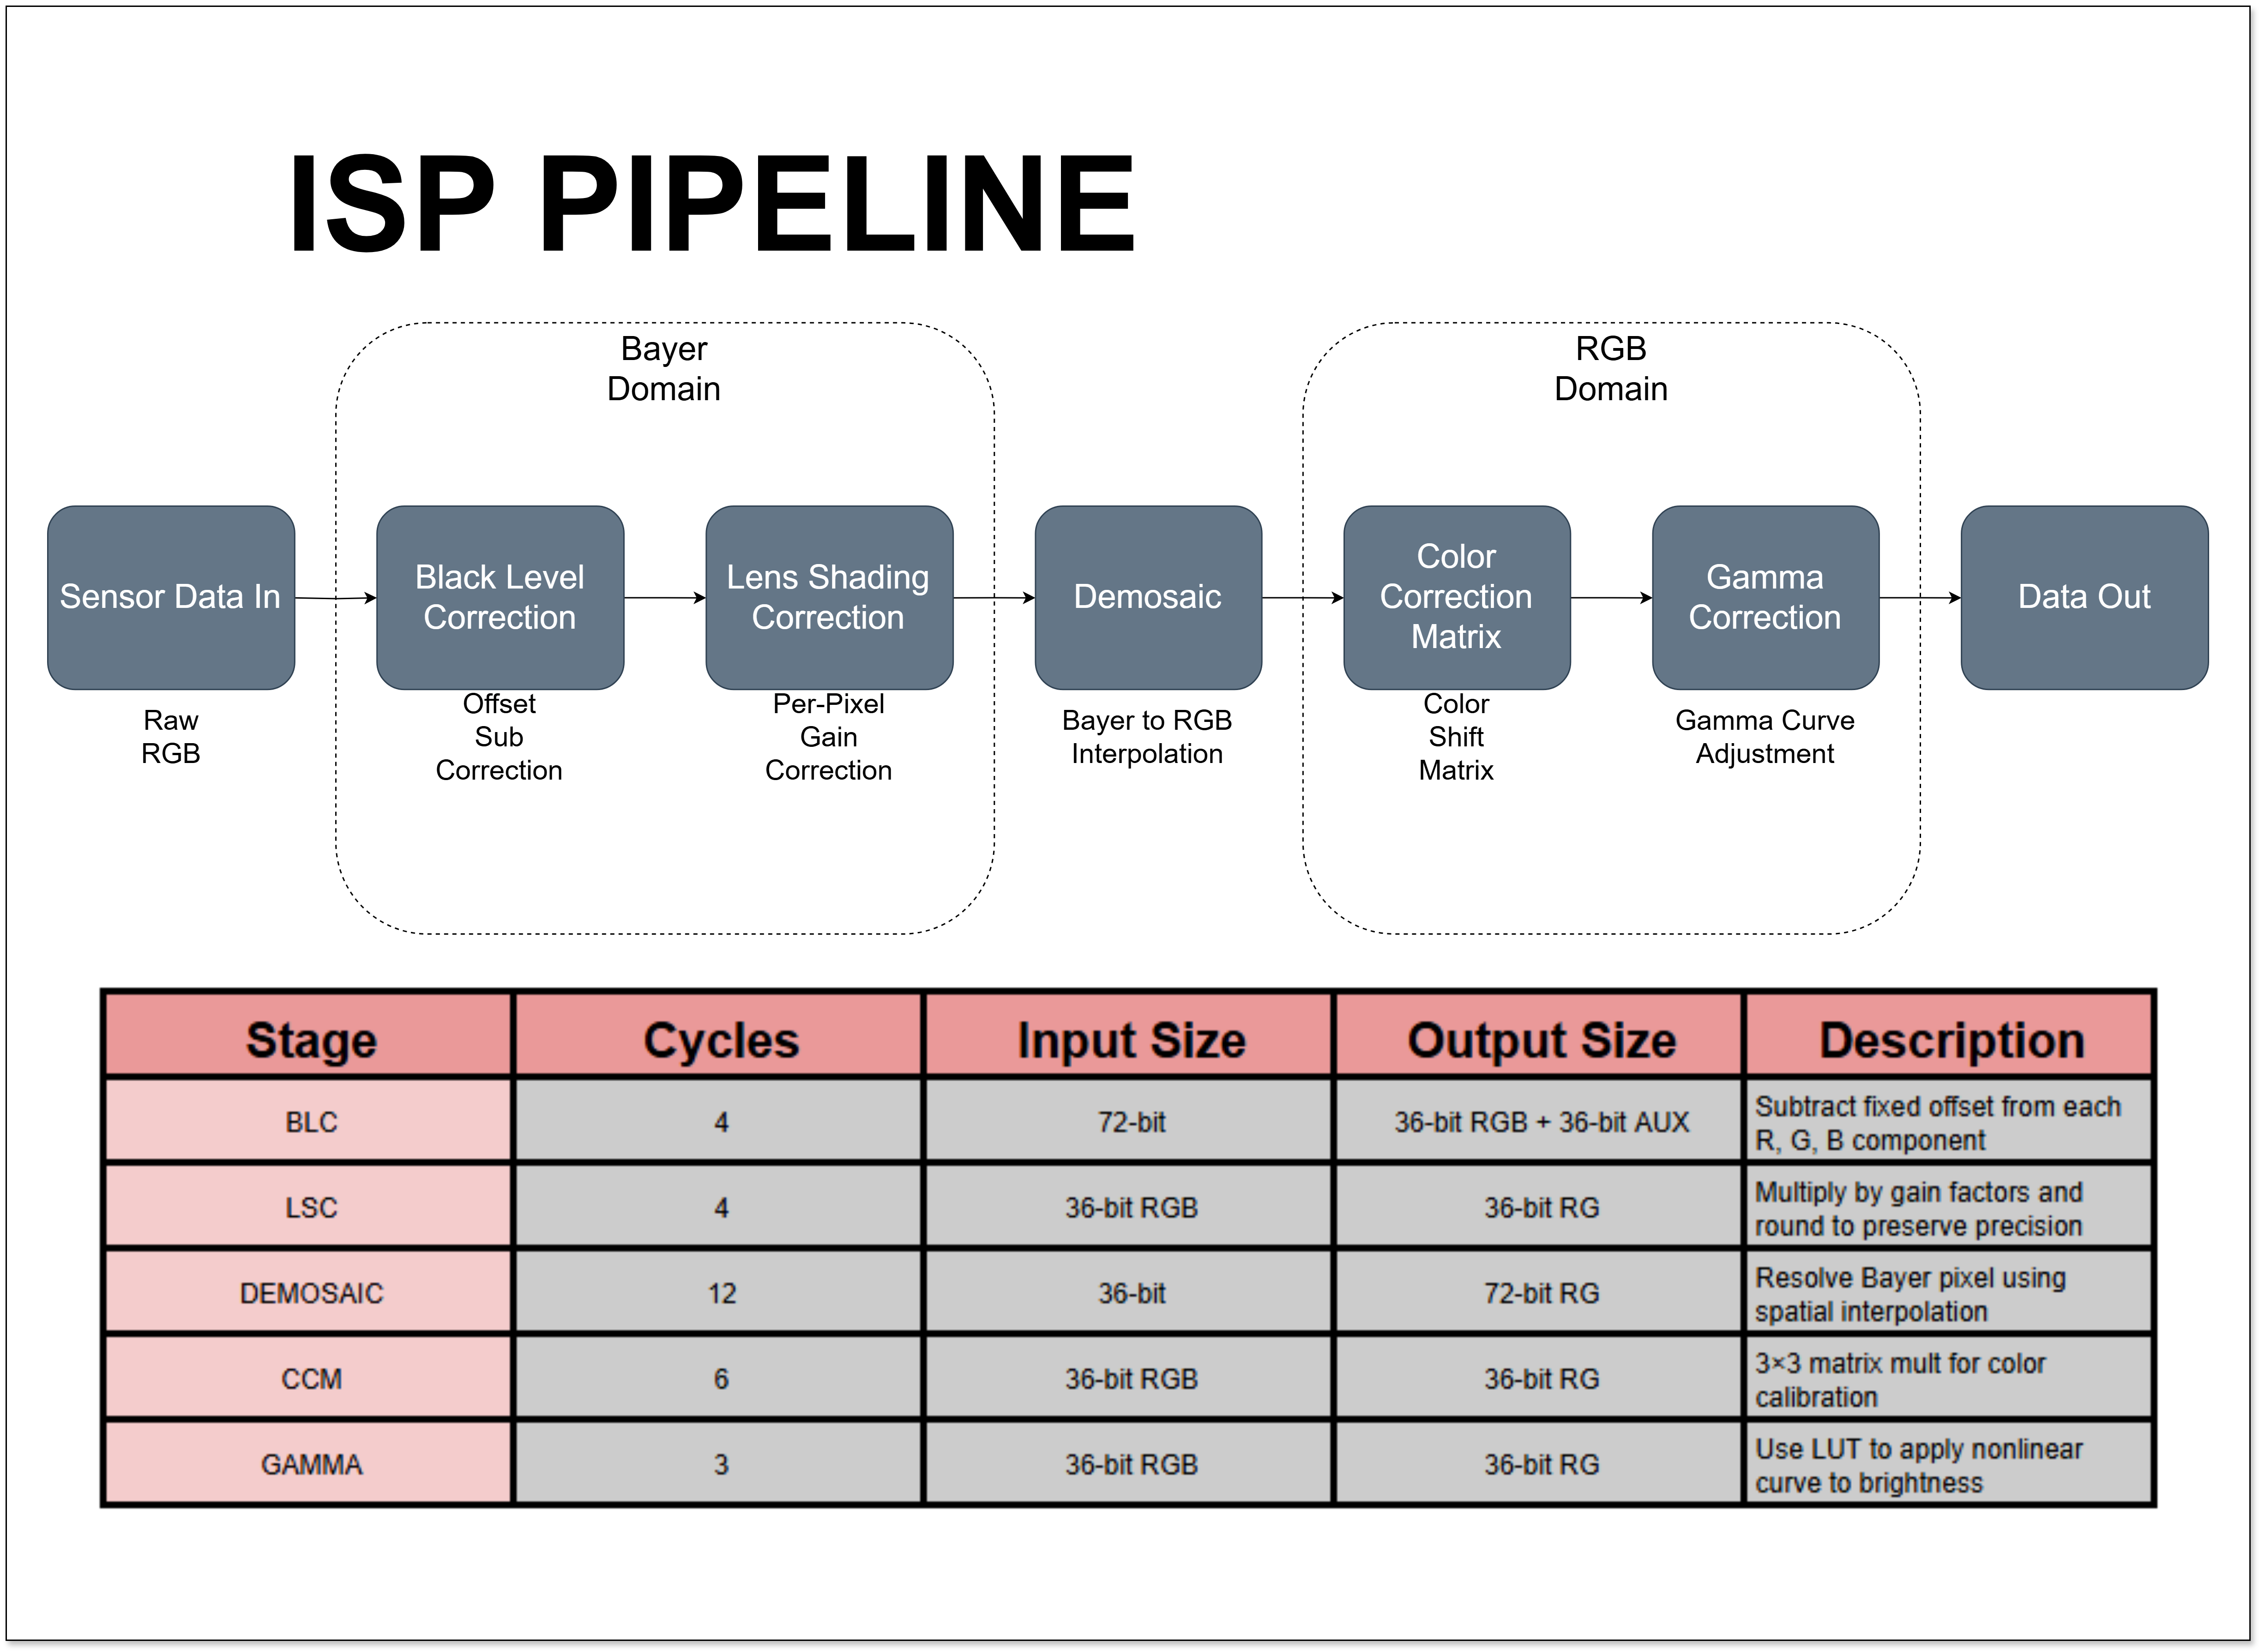 ISP PIPELINE
Bayer
Domain
RGB
Domain
Sensor Data In
Black Level
Correction
Lens Shading
Correction
Demosaic
Color
Correction
Matrix
Gamma
Correction
Data Out
Raw
RGB
Offset
Sub
Correction
Per-Pixel
Gain
Correction
Bayer to RGB
Interpolation
Color
Shift
Matrix
Gamma Curve
Adjustment
Stage Cycles Input Size Output Size Description
BLC 4 72-bit 36-bit RGB + 36-bit AUX Subtract fixed offset from each
R, G, B component
LSC 4 36-bit RGB 36-bit RG Multiply by gain factors and
round to preserve precision
DEMOSAIC 12 36-bit 72-bit RG Resolve Bayer pixel using
spatial interpolation
CCM 6 36-bit RGB 36-bit RG 3×3 matrix mult for color
calibration
GAMMA 3 36-bit RGB 36-bit RG Use LUT to apply nonlinear
curve to brightness